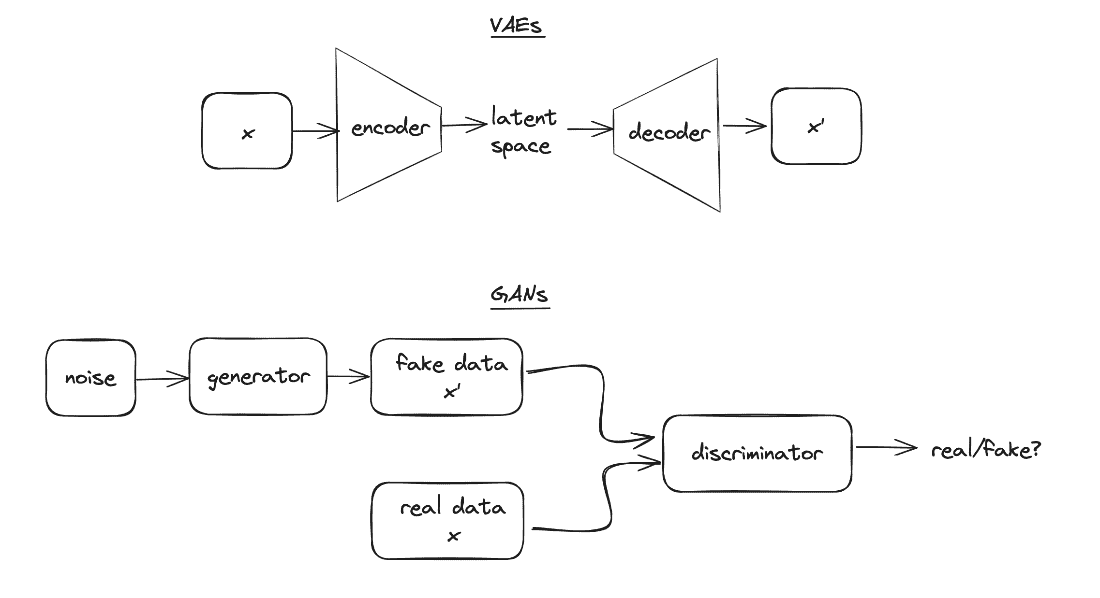 VAEs
x
encoder
latent
space
decoder
x'
GANs
noise
generator
fake data
x'
real data
x
discriminator
real/fake?